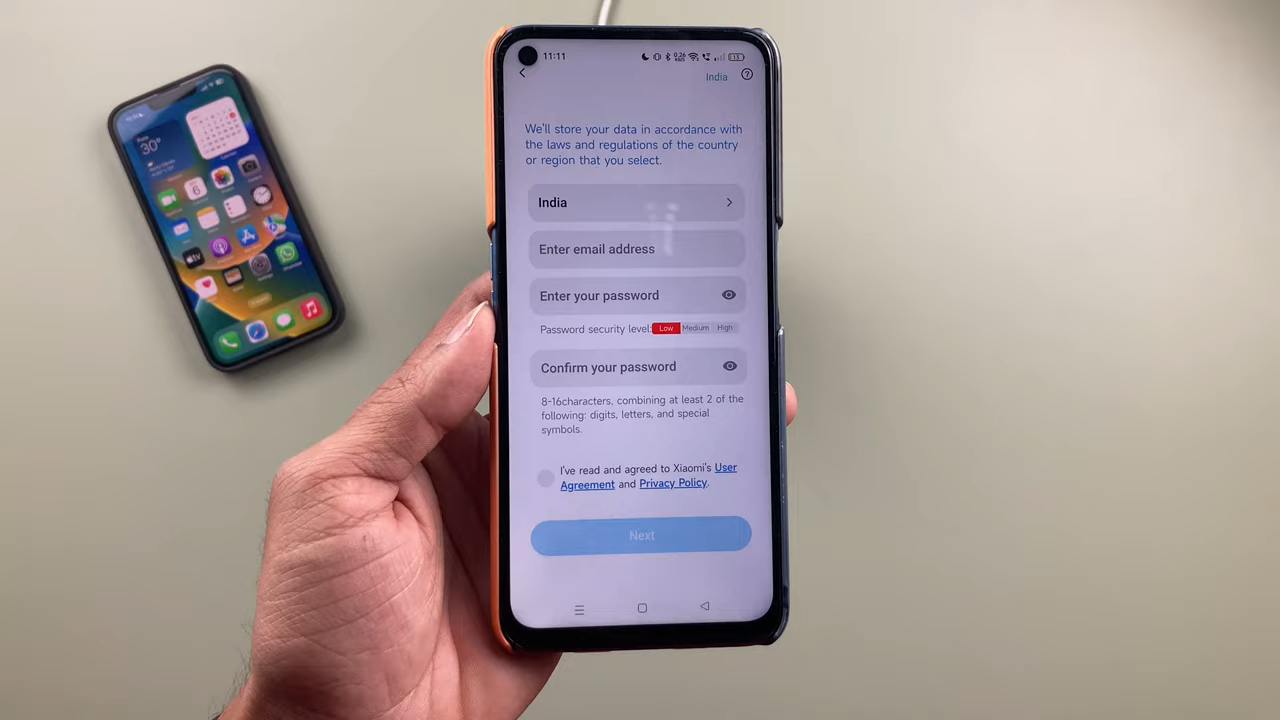 11:11
India
We'll store your data in accordance with
the laws and regulations of the country
or region that you select.
India
Enter email address
Enter your password
Password security level: Low Medium High
Confirm your password
8-16characters, combining at least 2 of the
following: digits, letters, and special
symbols.
I've read and agreed to Xiaomi's User
Agreement and Privacy Policy.
Next
30°
6
tv